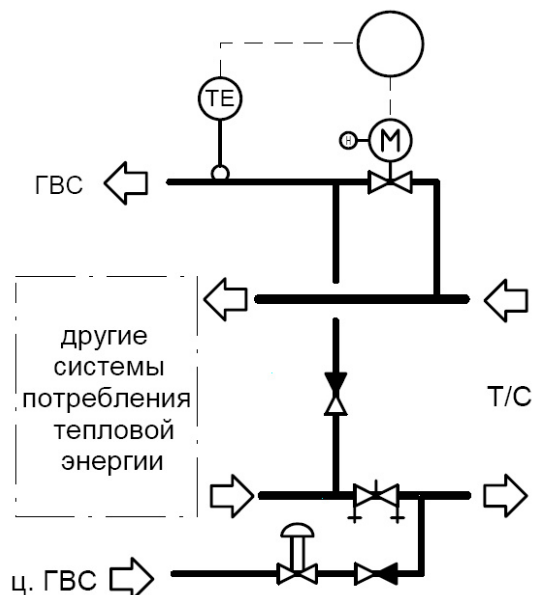 TE
н
M
ГВС
другие
системы
потребления
тепловой
энергии
Т/С
ц. ГВС